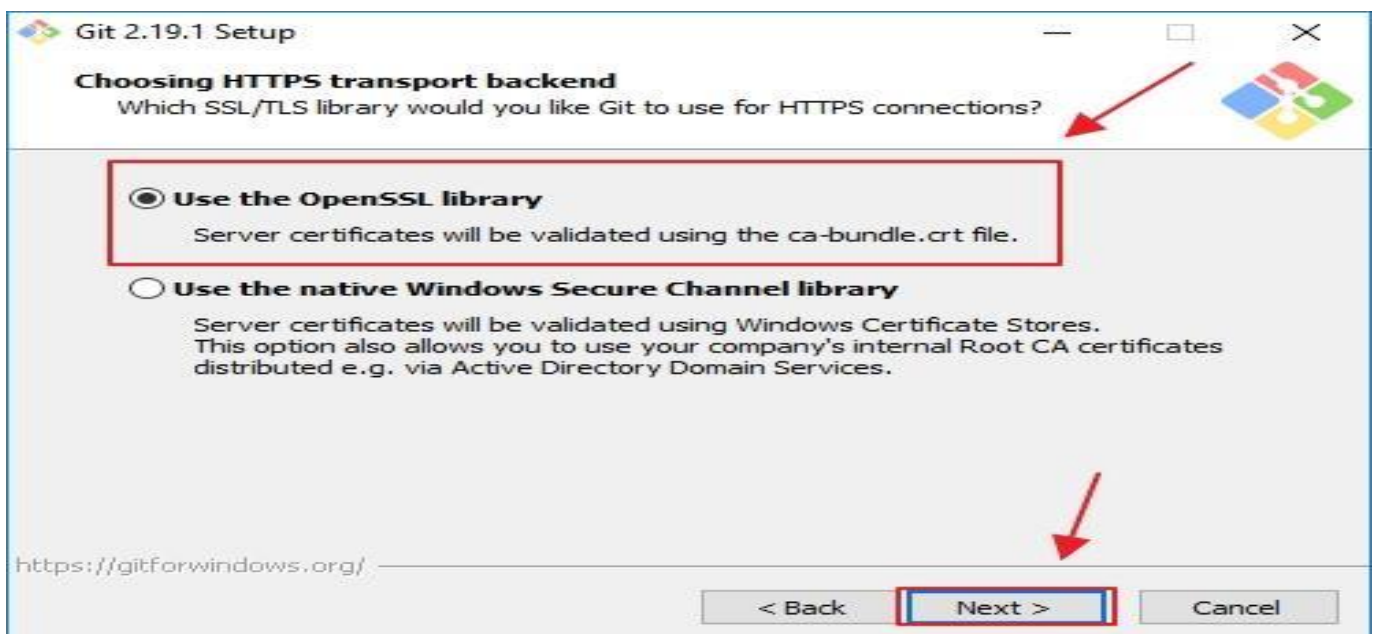 Git 2.19.1 Setup
Choosing HTTPS transport backend
Which SSL/TLS library would you like Git to use for HTTPS connections?
Use the OpenSSL library
Server certificates will be validated using the ca-bundle.crt file.
Use the native Windows Secure Channel library
Server certificates will be validated using Windows Certificate Stores.
This option also allows you to use your company's internal Root CA certificates
distributed e.g. via Active Directory Domain Services.
https://gitforwindows.org/
< Back Next > Cancel